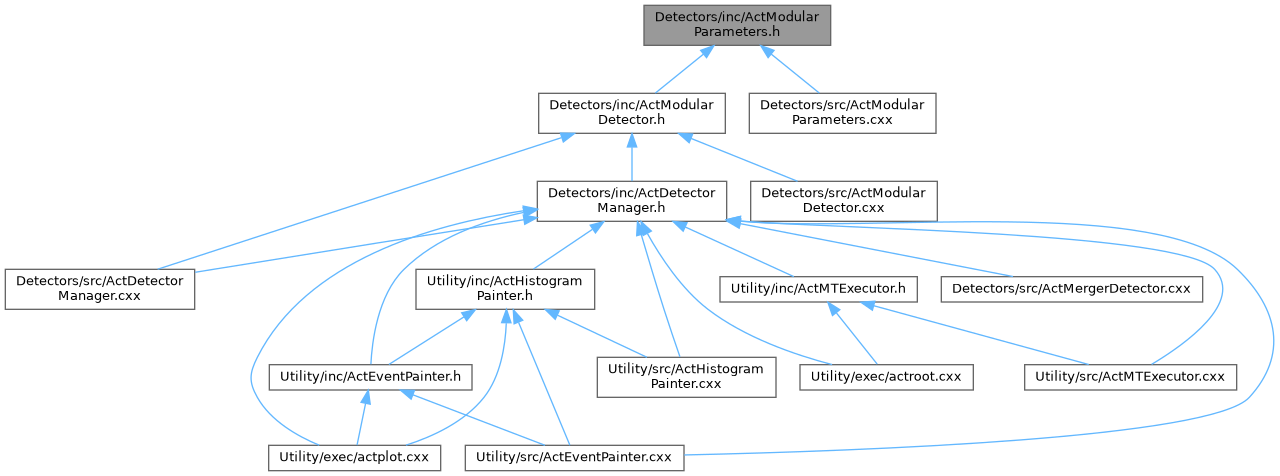 Detectors/inc/ActModular
Parameters.h
Detectors/inc/ActModular
Detector.h
Detectors/src/ActModular
Parameters.cxx
Detectors/inc/ActDetector
Manager.h
Detectors/src/ActModular
Detector.cxx
Detectors/src/ActDetector
Manager.cxx
Utility/inc/ActHistogram
Painter.h
Utility/inc/ActMTExecutor.h
Detectors/src/ActMergerDetector.cxx
Utility/inc/ActEventPainter.h
Utility/src/ActHistogram
Painter.cxx
Utility/exec/actroot.cxx
Utility/src/ActMTExecutor.cxx
Utility/exec/actplot.cxx
Utility/src/ActEventPainter.cxx